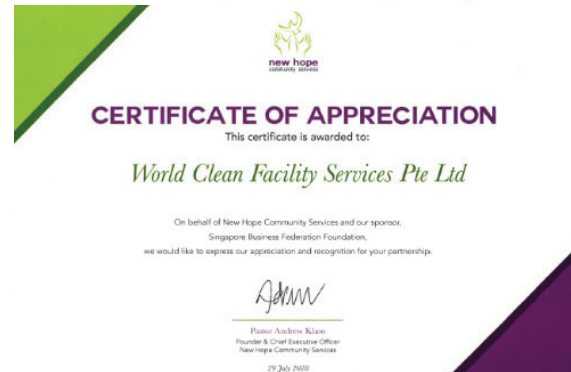 new hope
community services
CERTIFICATE OF APPRECIATION
This certificate is awarded to:
World Clean Facility Services Pte Ltd
On behalf of New Hope Community Services and our sponsor,
Singapore Business Federation Foundation,
we would like to express our appreciation and recognition for your partnership.
Pastor Andrew Khoo
Founder & Chief Executive Officer
New Hope Community Services
29 July 2020